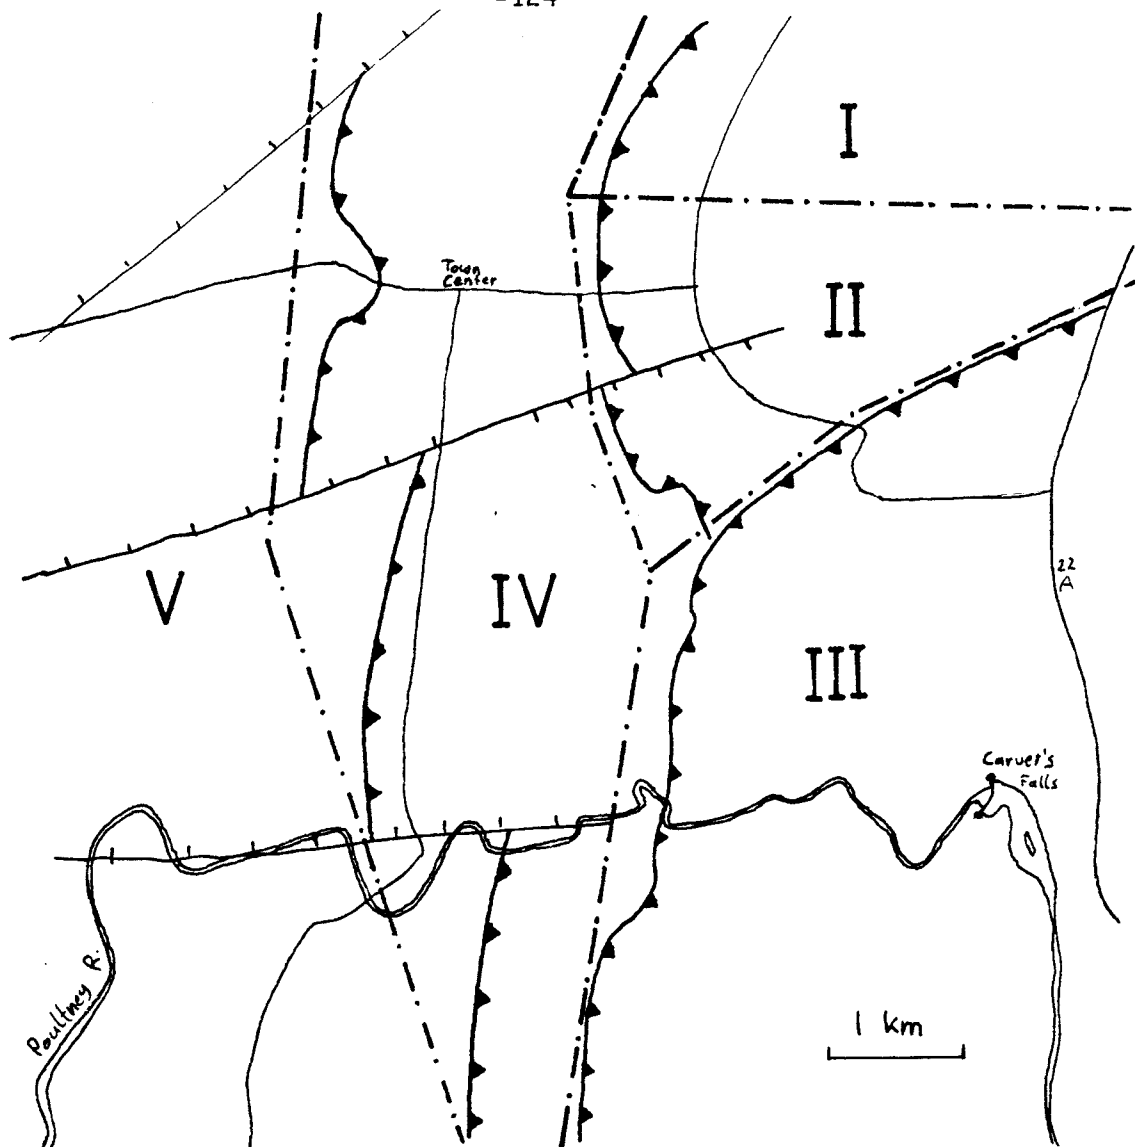 I
Town
Center
II
22
A
V
IV
III
Carver's
Falls
Poultney R.
1 km